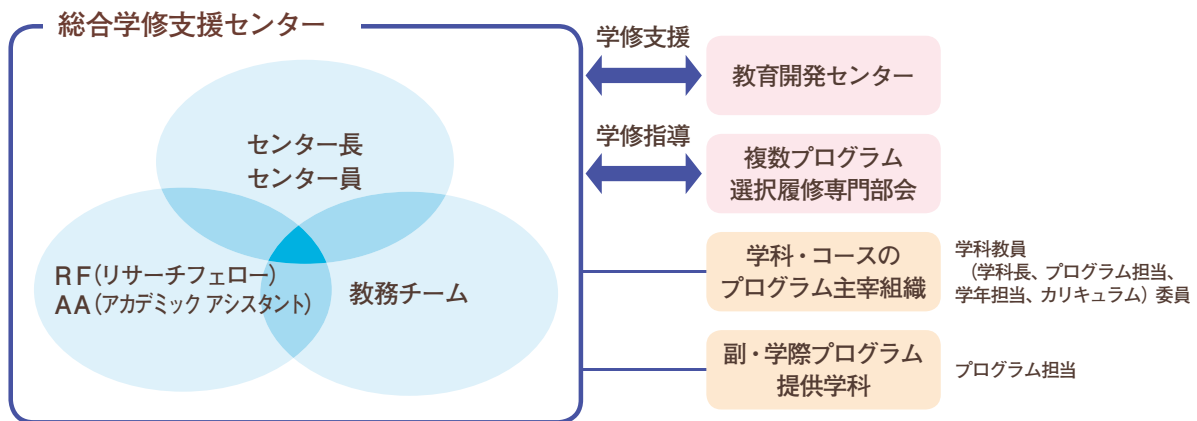 総合学修支援センター
センター長
センター員
RF(リサーチフェロー)
AA(アカデミック アシスタント)
教務チーム
学修支援
教育開発センター
学修指導
複数プログラム
選択履修専門部会
学科・コースの
プログラム主宰組織
学科教員
(学科長、プログラム担当、
学年担当、カリキュラム)委員
副・学際プログラム
提供学科
プログラム担当